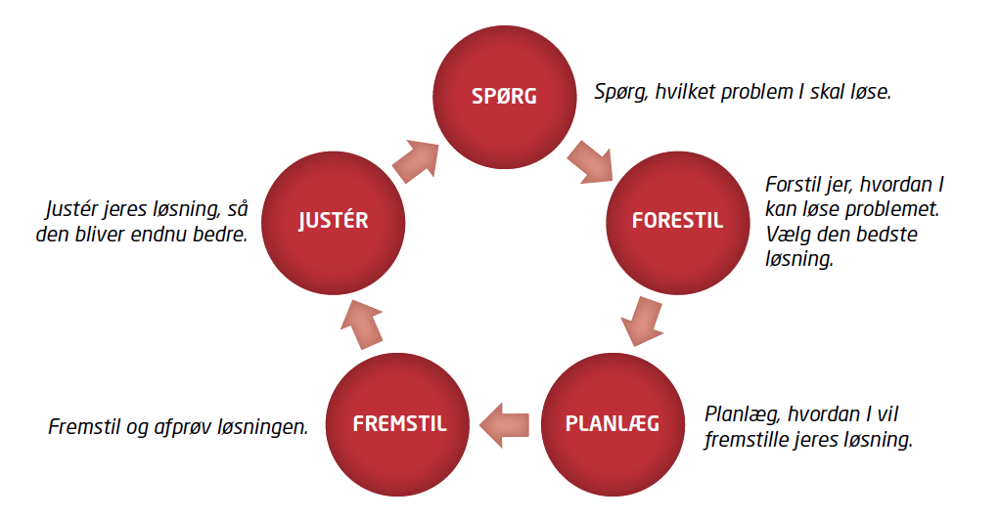 SPØRG
Spørg, hvilket problem I skal løse.
FORESTIL
Forstil jer, hvordan I
kan løse problemet.
Vælg den bedste
løsning.
PLANLÆG
Planlæg, hvordan I vil
fremstille jeres løsning.
FREMSTIL
Fremstil og afprøv løsningen.
JUSTÉR
Justér jeres løsning, så
den bliver endnu bedre.